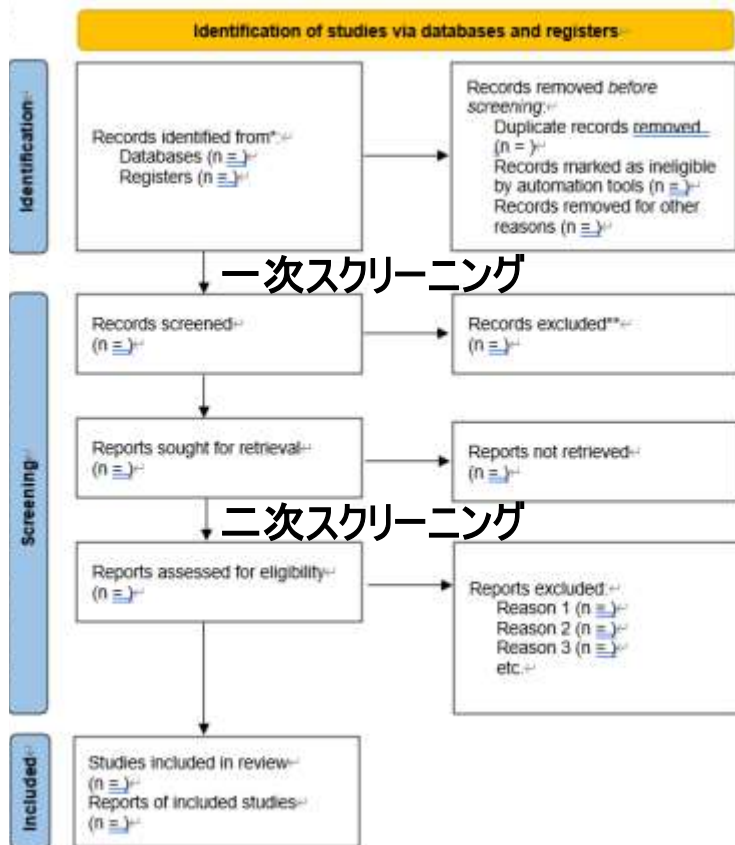 Identification of studies via databases and registers
Identification
Records identified from*:
Databases (n = )
Registers (n = )
Records removed before
screening:
Duplicate records removed
(n = )
Records marked as ineligible
by automation tools (n = )
Records removed for other
reasons (n = )
一次スクリーニング
Screening
Records screened
(n = )
Records excluded**
(n = )
Reports sought for retrieval
(n = )
Reports not retrieved
(n = )
二次スクリーニング
Reports assessed for eligibility
(n = )
Reports excluded:
Reason 1 (n = )
Reason 2 (n = )
Reason 3 (n = )
etc.
Included
Studies included in review
(n = )
Reports of included studies
(n = )